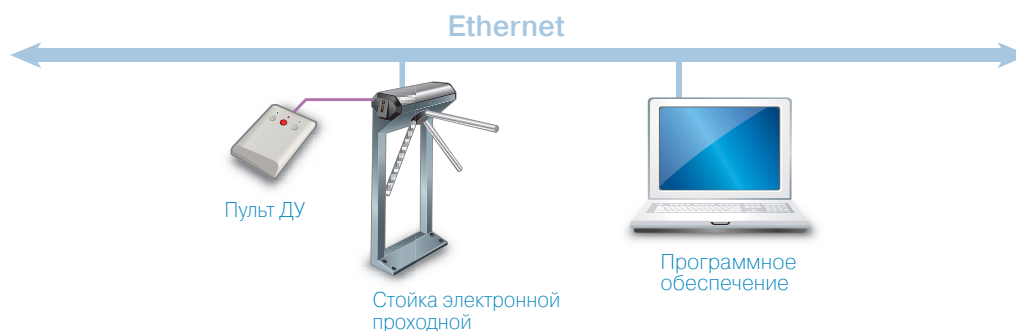 Ethernet
Пульт ДУ
Стойка электронной
проходной
Программное
обеспечение